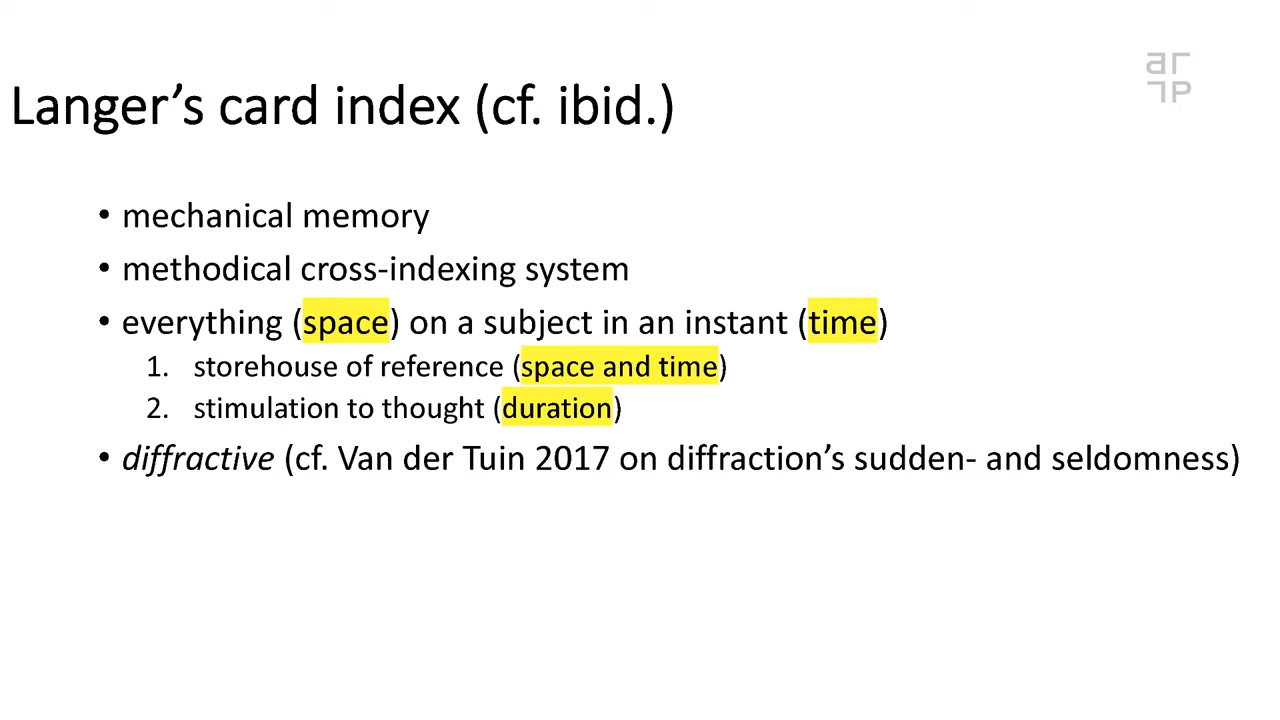 ar
LP
Langer’s card index (cf. ibid.)
• mechanical memory
• methodical cross-indexing system
• everything (space) on a subject in an instant (time)
1. storehouse of reference (space and time)
2. stimulation to thought (duration)
• diffractive (cf. Van der Tuin 2017 on diffraction’s sudden- and seldomness)